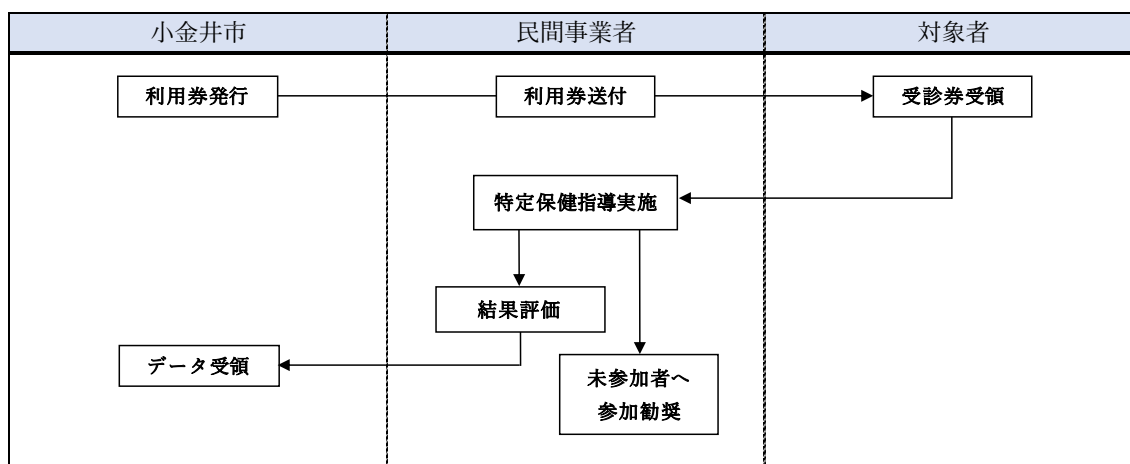 小金井市
民間事業者
対象者
利用券発行
利用券送付
受診券受領
特定保健指導実施
結果評価
データ受領
未参加者へ
参加勧奨